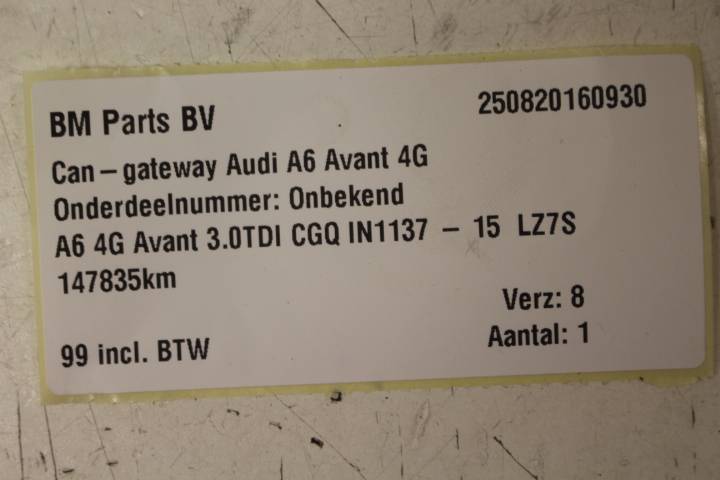 BM Parts BV 250820160930
Can-gateway Audi A6 Avant 4G
Onderdeelnummer: Onbekend
A6 4G Avant 3.0TDI CGQ IN1137 - 15 LZ7S
147835km
Verz: 8
99 incl. BTW Aantal: 1